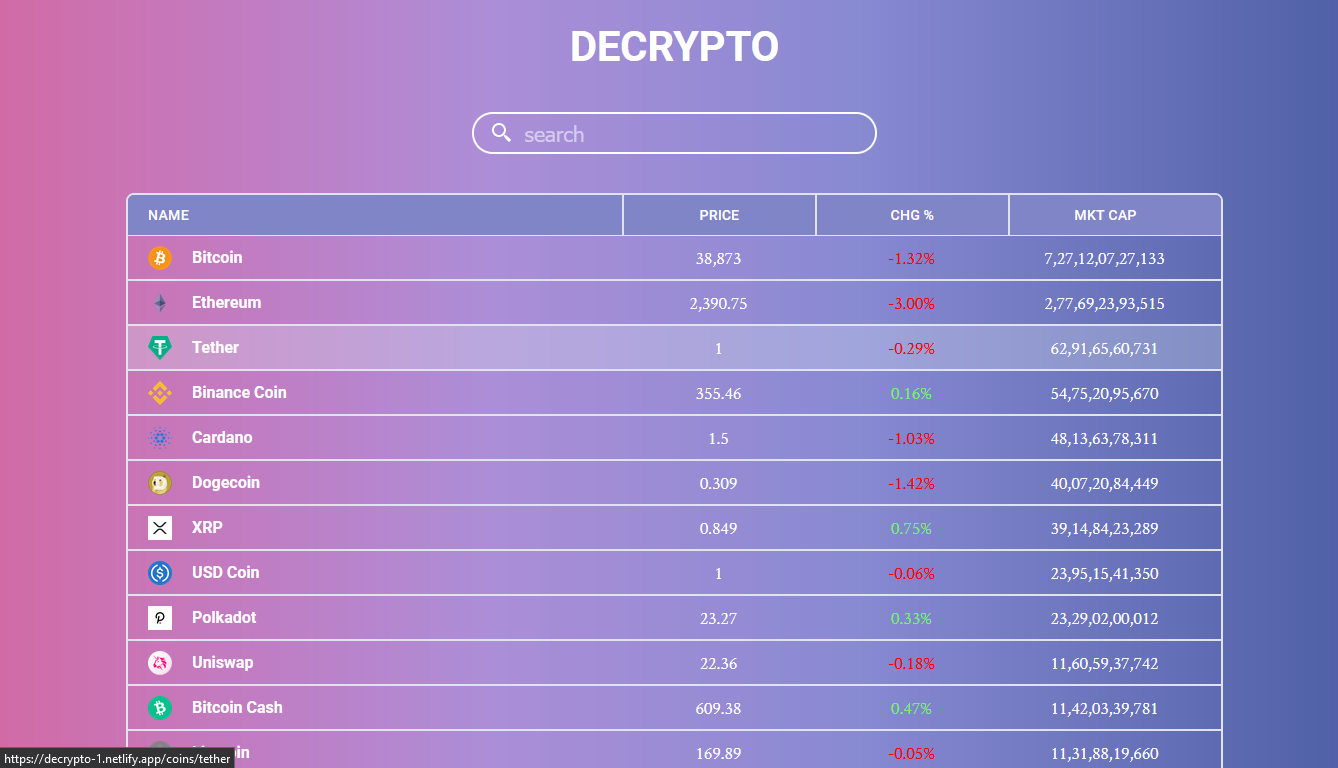 DECRYPTO
search
NAME PRICE CHG % MKT CAP
Bitcoin 38,873 -1.32% 7,27,12,07,27,133
Ethereum 2,390.75 -3.00% 2,77,69,23,93,515
Tether 1 -0.29% 62,91,65,60,731
Binance Coin 355.46 0.16% 54,75,20,95,670
Cardano 1.5 -1.03% 48,13,63,78,311
Dogecoin 0.309 -1.42% 40,07,20,84,449
XRP 0.849 0.75% 39,14,84,23,289
USD Coin 1 -0.06% 23,95,15,41,350
Polkadot 23.27 0.33% 23,29,02,00,012
Uniswap 22.36 -0.18% 11,60,59,37,742
Bitcoin Cash 609.38 0.47% 11,42,03,39,781
169.89 -0.05% 11,31,88,19,660
https://decrypto-1.netlify.app/coins/tether